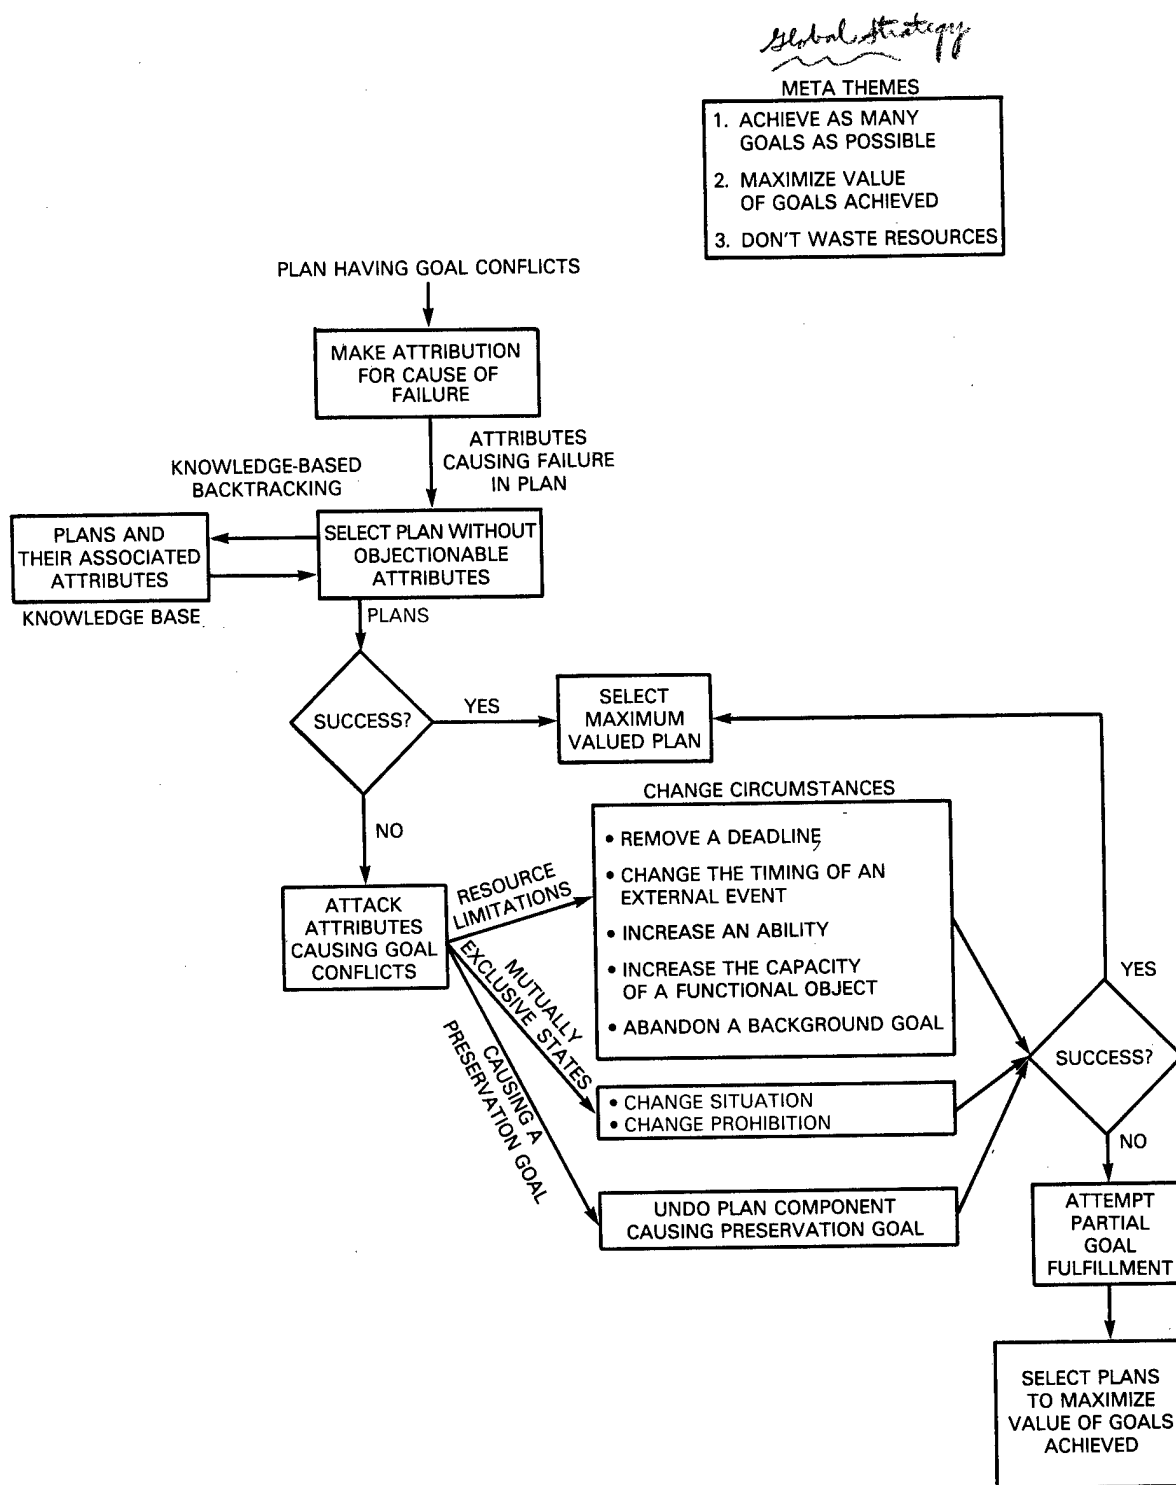 Global Strategy
META THEMES
1. ACHIEVE AS MANY
GOALS AS POSSIBLE
2. MAXIMIZE VALUE
OF GOALS ACHIEVED
3. DON'T WASTE RESOURCES
PLAN HAVING GOAL CONFLICTS
MAKE ATTRIBUTION
FOR CAUSE OF
FAILURE
ATTRIBUTES
CAUSING FAILURE
IN PLAN
KNOWLEDGE-BASED
BACKTRACKING
PLANS AND
THEIR ASSOCIATED
ATTRIBUTES
KNOWLEDGE BASE
SELECT PLAN WITHOUT
OBJECTIONABLE
ATTRIBUTES
PLANS
SUCCESS?
YES
SELECT
MAXIMUM
VALUED PLAN
NO
ATTACK
ATTRIBUTES
CAUSING GOAL
CONFLICTS
RESOURCE
LIMITATIONS
MUTUALLY
EXCLUSIVE STATES
CAUSING A
PRESERVATION GOAL
CHANGE CIRCUMSTANCES
• REMOVE A DEADLINE
• CHANGE THE TIMING OF AN
EXTERNAL EVENT
• INCREASE AN ABILITY
• INCREASE THE CAPACITY
OF A FUNCTIONAL OBJECT
• ABANDON A BACKGROUND GOAL
• CHANGE SITUATION
• CHANGE PROHIBITION
UNDO PLAN COMPONENT
CAUSING PRESERVATION GOAL
YES
SUCCESS?
NO
ATTEMPT
PARTIAL
GOAL
FULFILLMENT
SELECT PLANS
TO MAXIMIZE
VALUE OF GOALS
ACHIEVED